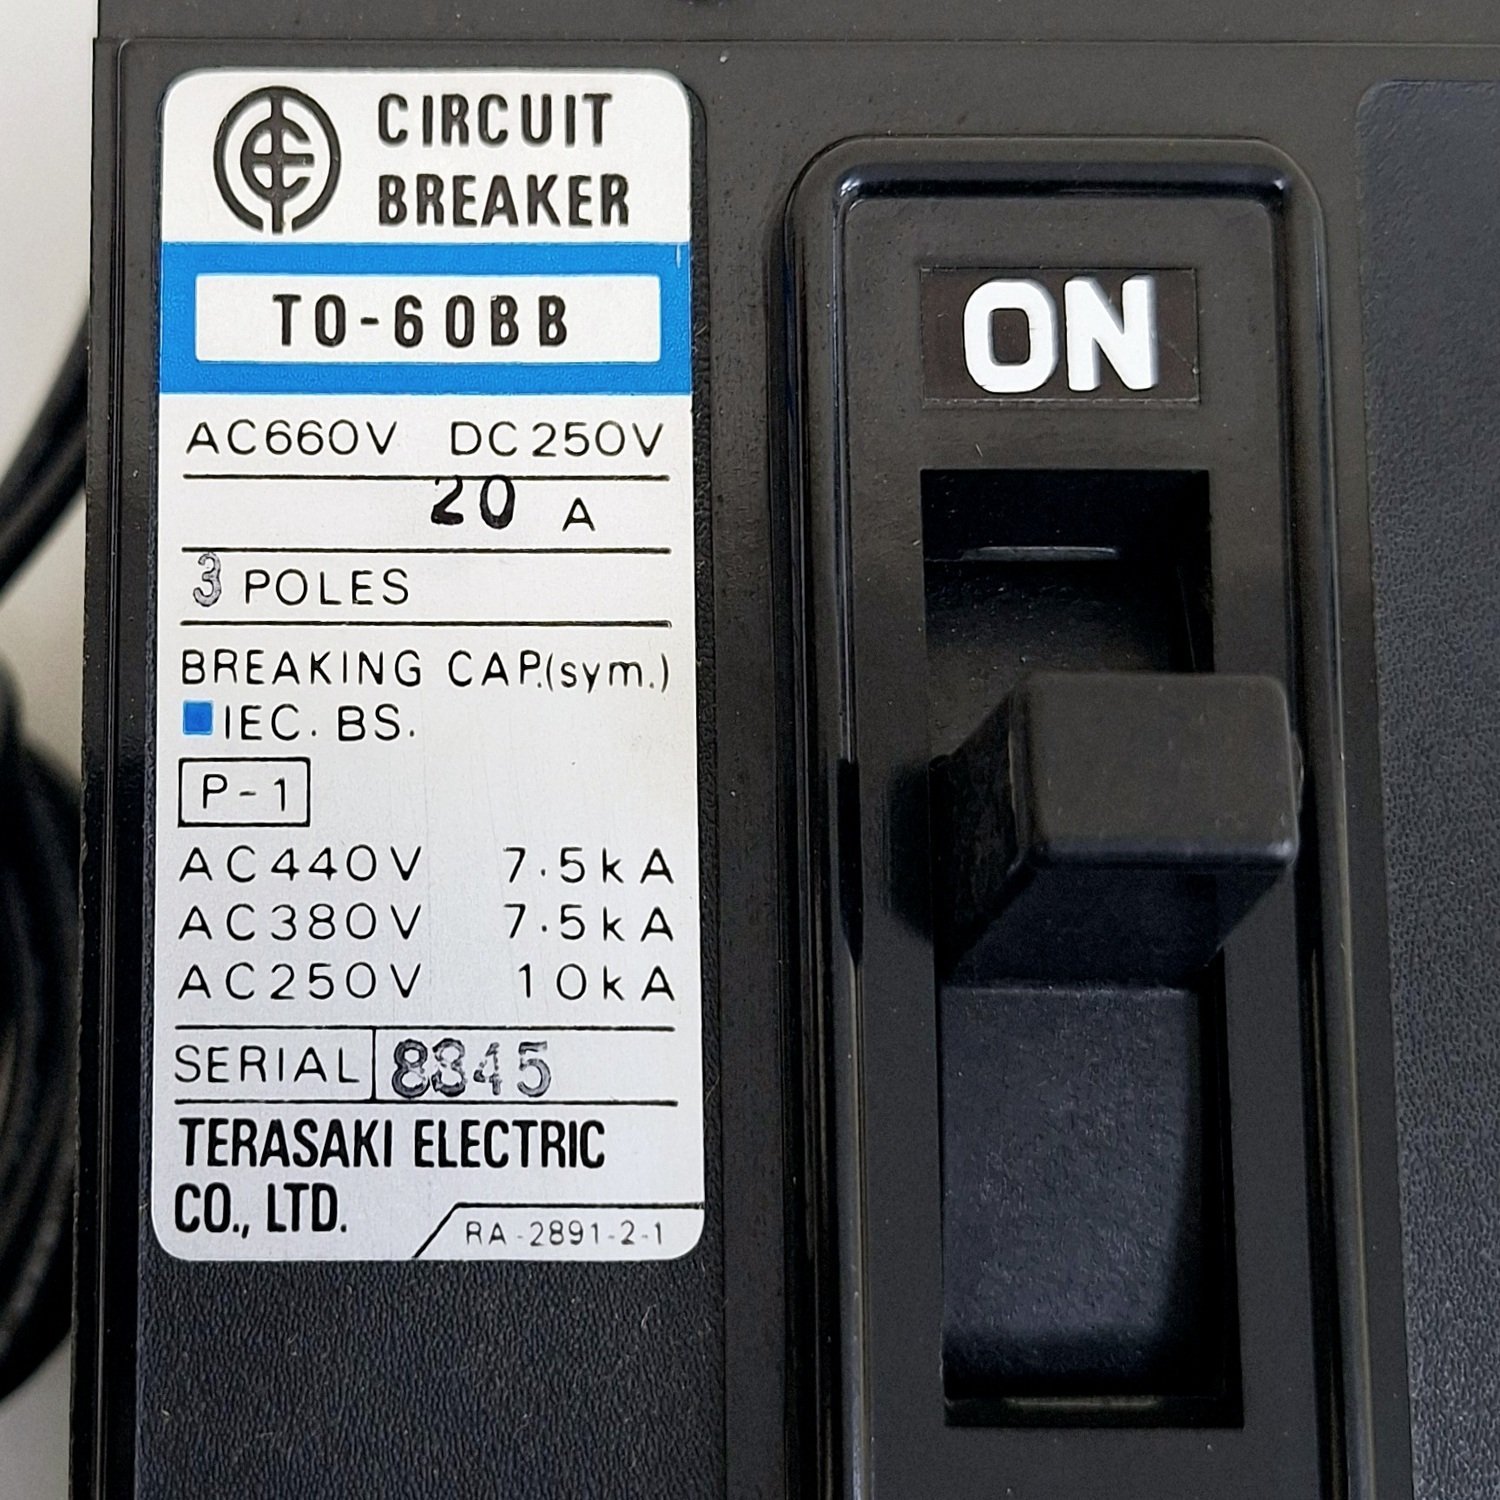 CIRCUIT
BREAKER
TO-60BB
AC660V DC250V
20 A
3 POLES
BREAKING CAP.(sym.)
IEC. BS.
P-1
AC440V 7.5kA
AC380V 7.5kA
AC250V 10kA
SERIAL 8345
TERASAKI ELECTRIC
CO., LTD.
RA-2891-2-1
ON